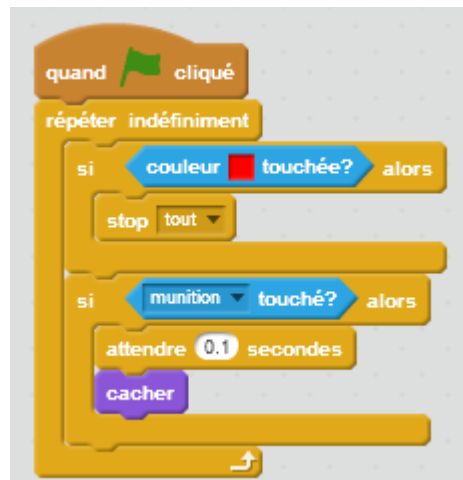 quand cliqué
répéter indéfiniment
si couleur touchée? alors
stop tout
si munition touché? alors
attendre 0.1 secondes
cacher